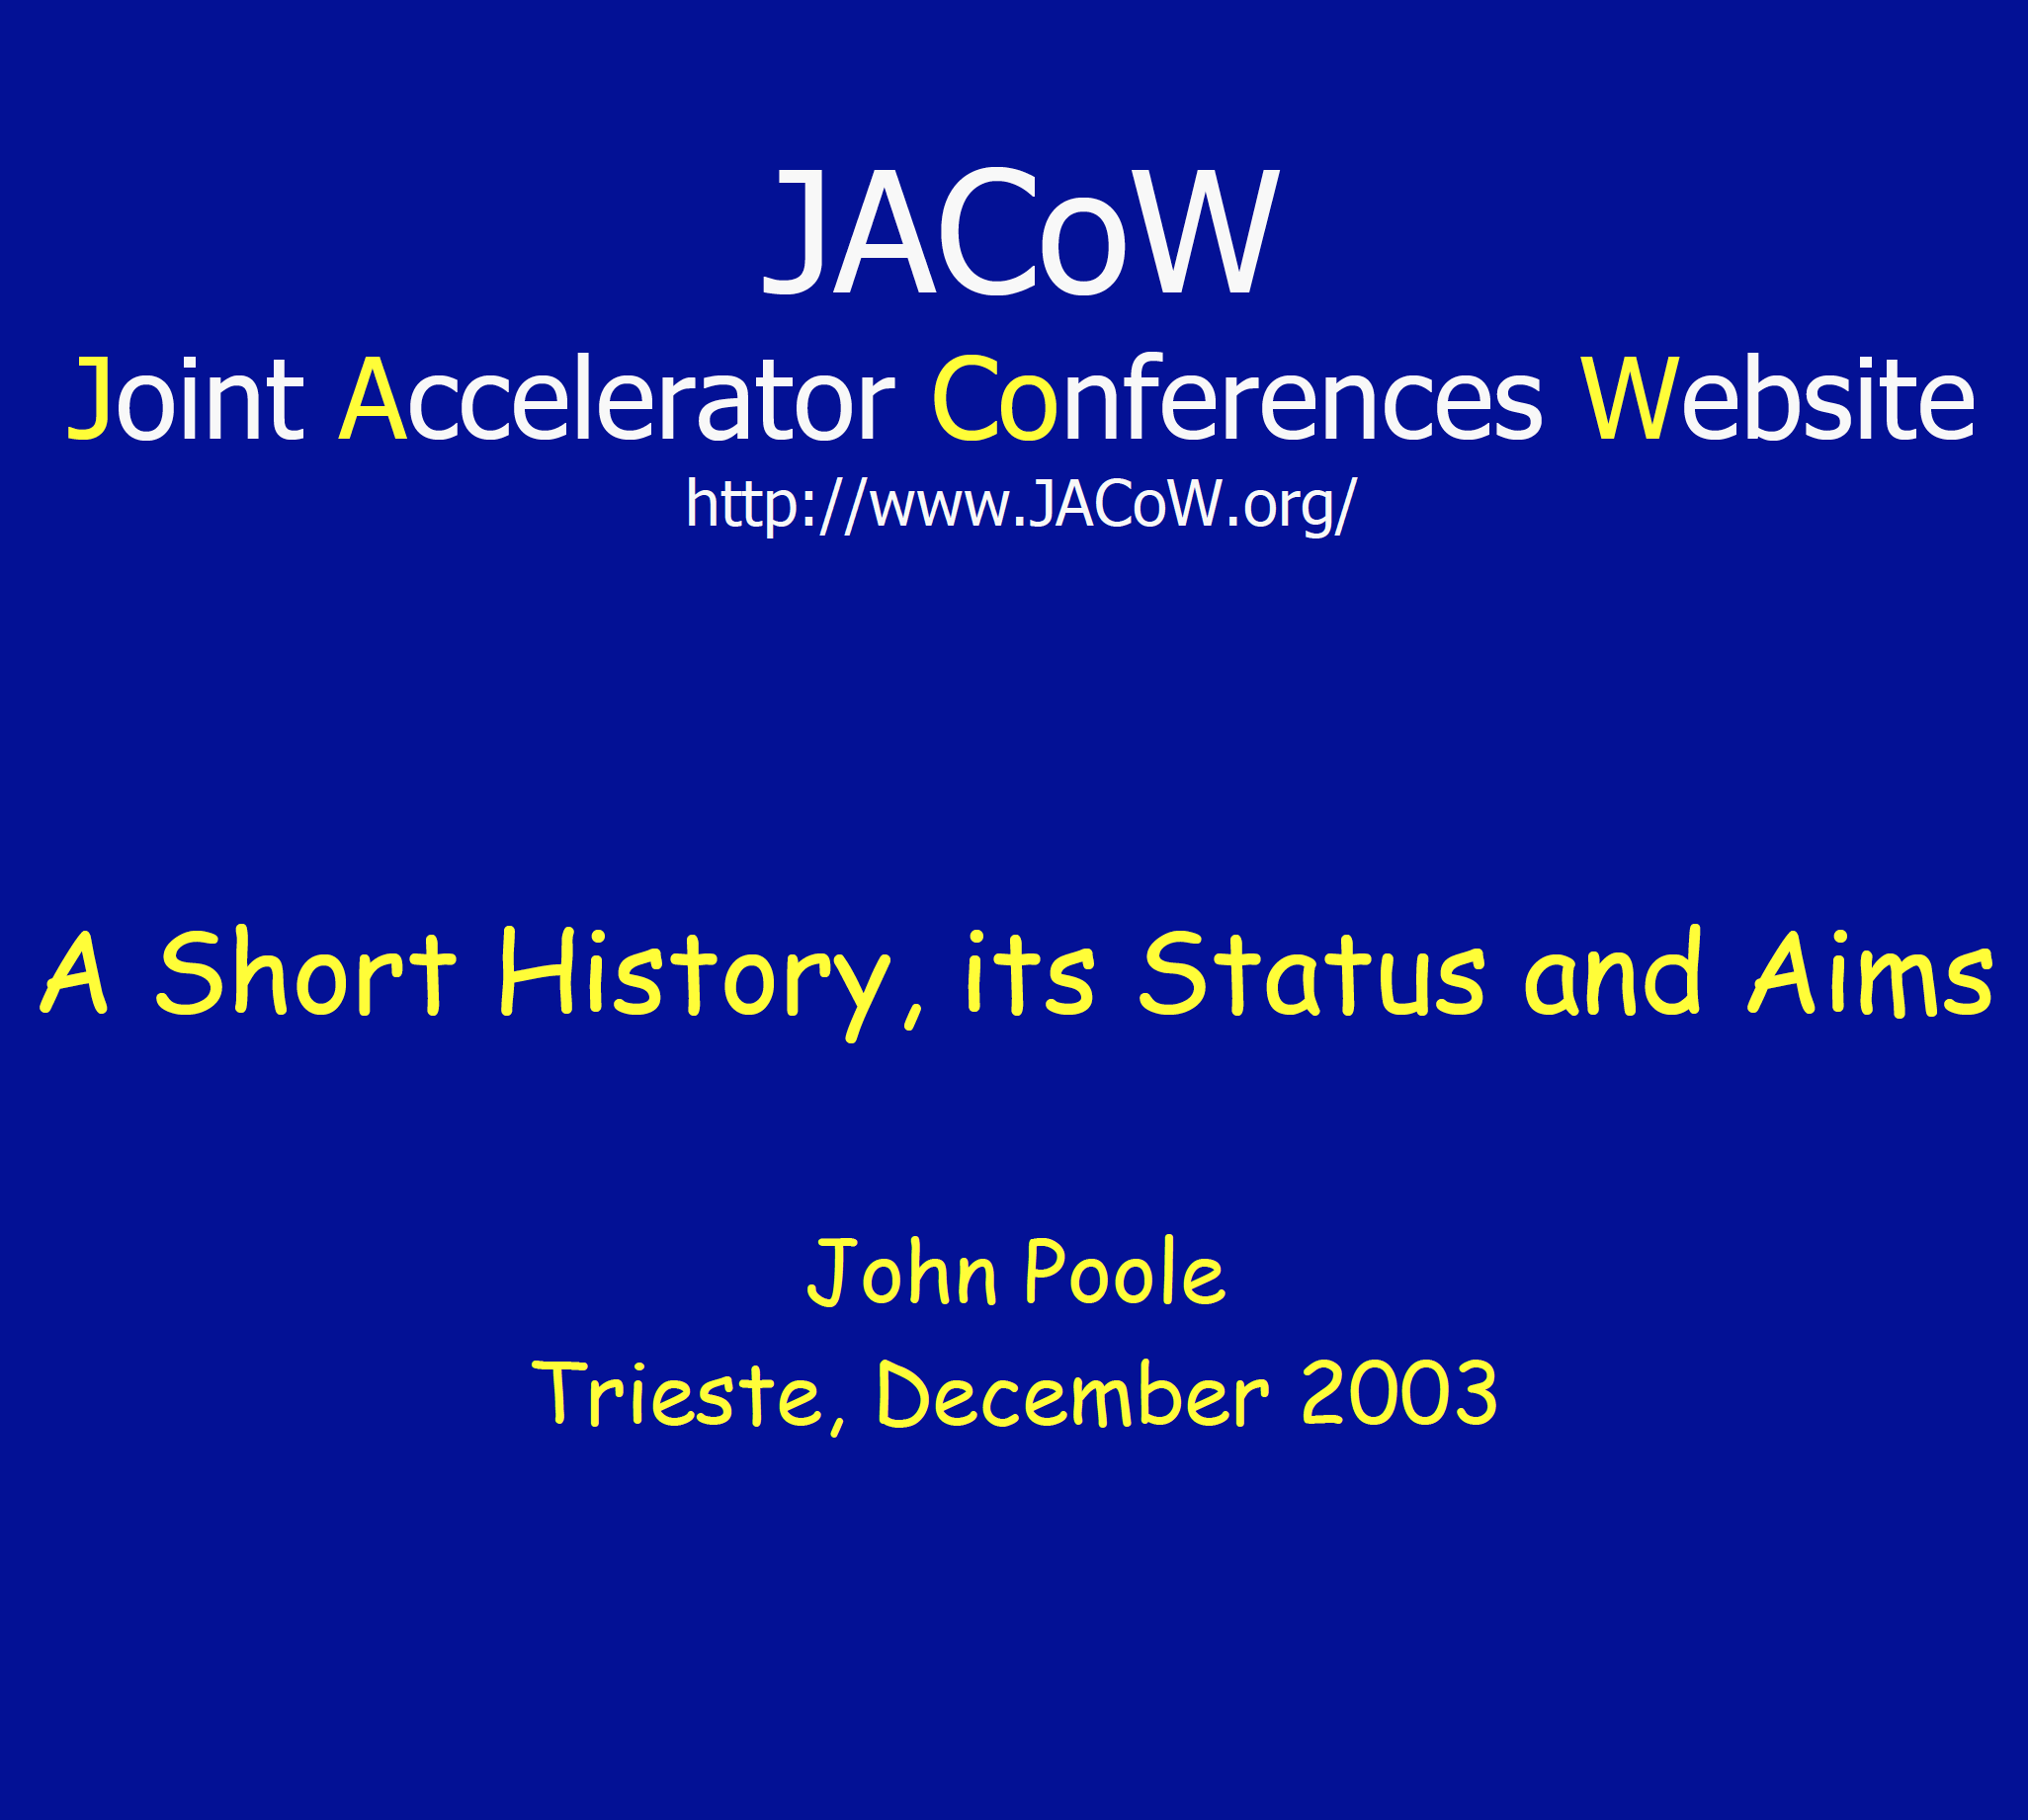 JACoW
Joint Accelerator Conferences Website
http://www.JACoW.org/
A Short History, its Status and Aims
John Poole
Trieste, December 2003